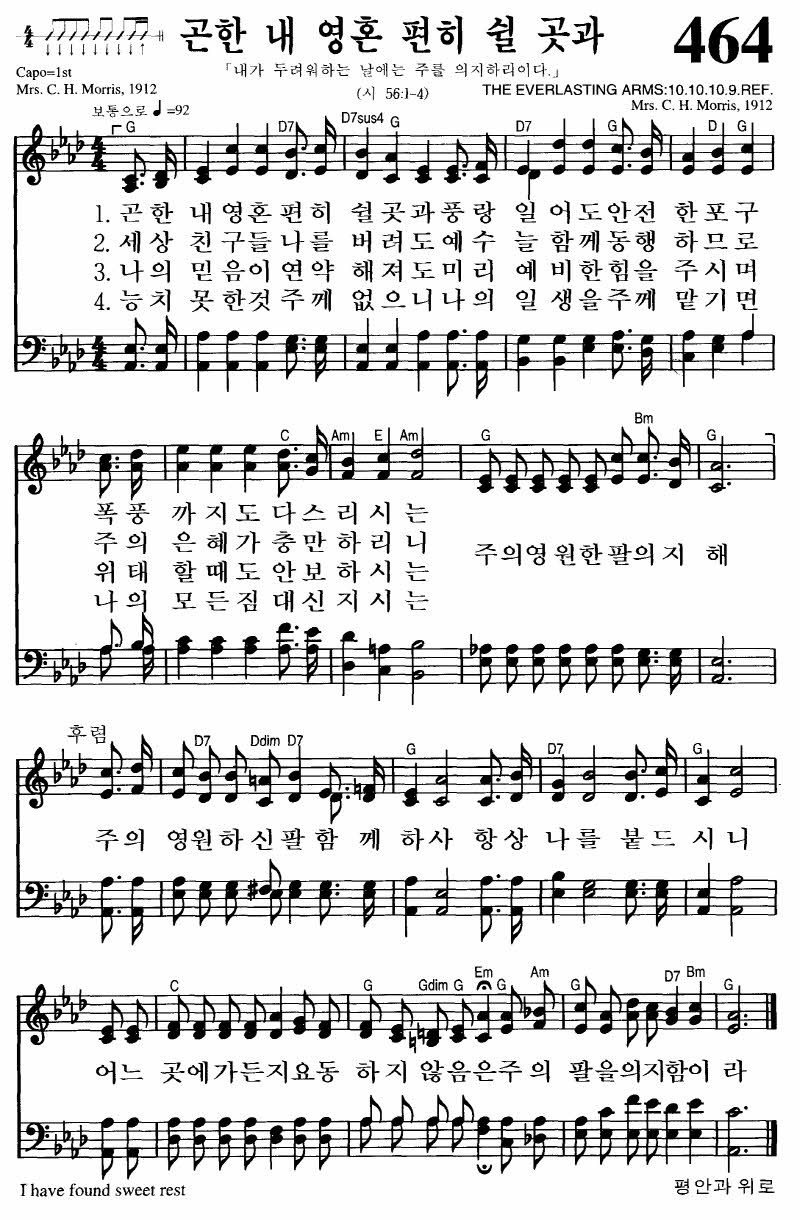 곤한 내 영혼 편히 쉴 곳과
464
「내가 두려워하는 날에는 주를 의지하리이다.」
(시 56:1-4)
Capo=1st
Mrs. C. H. Morris, 1912
THE EVERLASTING ARMS:10.10.10.9.REF.
Mrs. C. H. Morris, 1912
보통으로 ♩=92
G D7 D7sus4 G D7 G D G
1. 곤한 내영혼편히 쉴곳과풍랑 일어도안전 한포구
2. 세상 친구들나를 버려도예수 늘함께동행 하므로
3. 나의 믿음이연약 해져도미리 예비한힘을 주시며
4. 능치 못한것주께 없으니나의 일생을주께 맡기면
C Am E Am G Bm G
폭풍 까지도다스리시는
주의 은혜가충만하리니
위태 할때도안보하시는
나의 모든짐대신지시는
주의영원한팔의지해
후렴
D7 Ddim D7 G D7 G
주의 영원하신팔함께하사 항상나를붙드시니
C G Gdim G Em Am G D7 Bm G
어느 곳에가든지요동하지않음은주의 팔을의지함이라
I have found sweet rest
평안과 위로